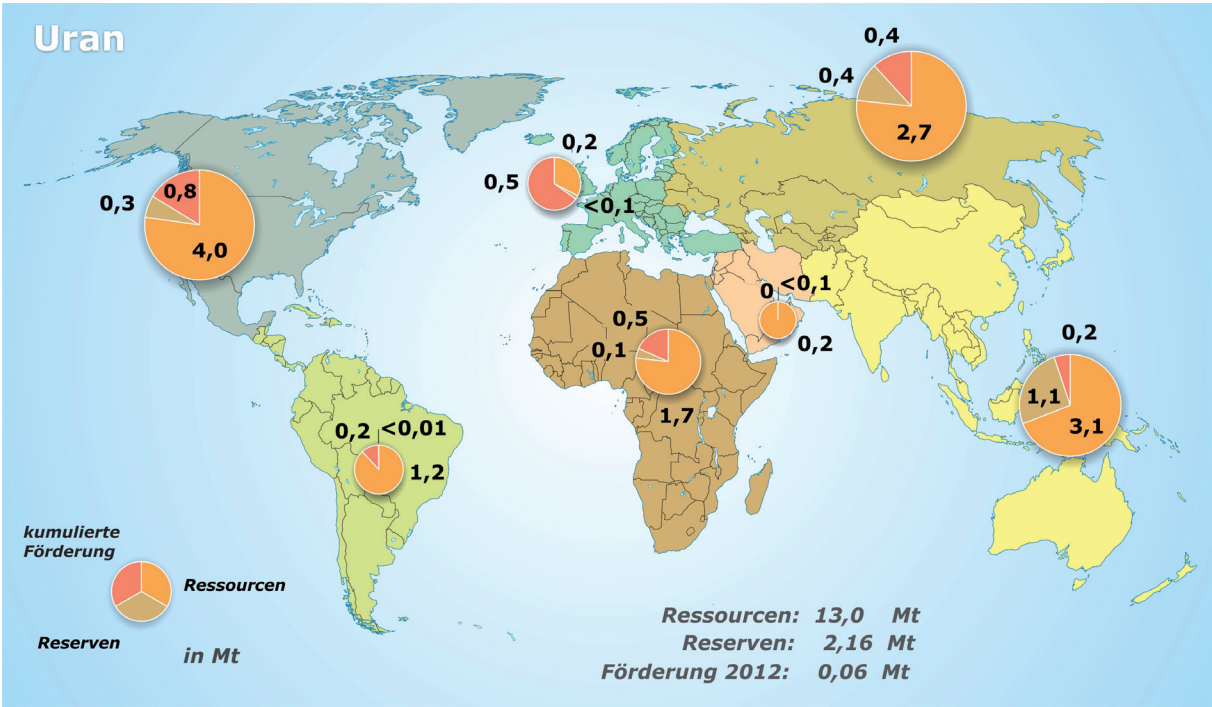 Uran
0,4
0,4
2,7
0,2
0,5
<0,1
0,8
0,3
4,0
0 <0,1
0,2
0,5
0,1
1,7
0,2
1,1
3,1
0,2 <0,01
1,2
kumulierte
Förderung
Ressourcen
Reserven
in Mt
Ressourcen: 13,0 Mt
Reserven: 2,16 Mt
Förderung 2012: 0,06 Mt